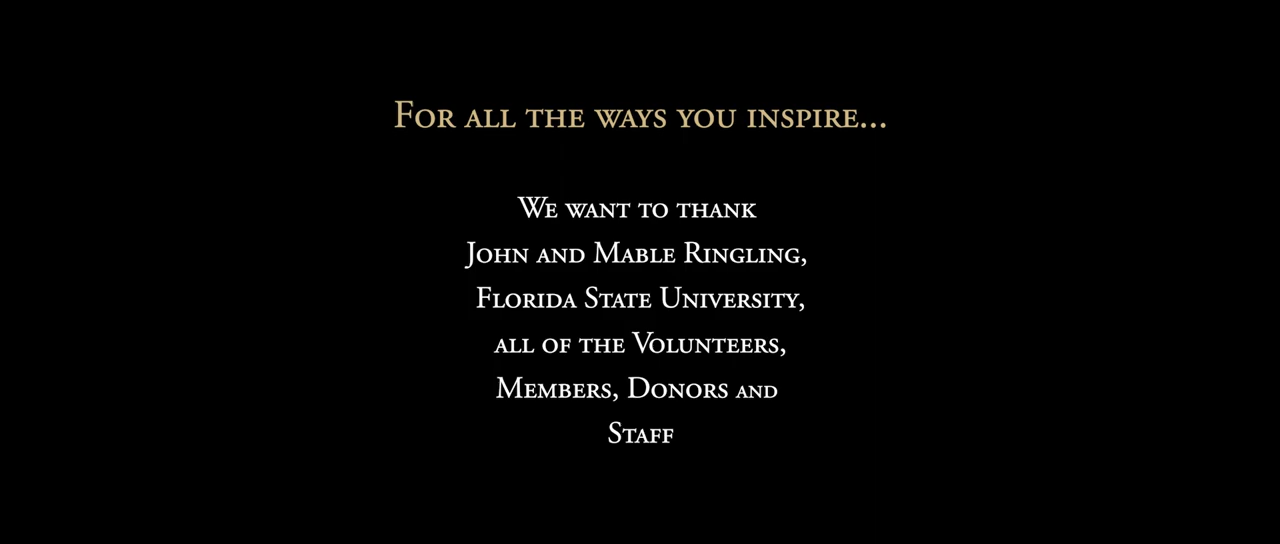 For all the ways you inspire...
We want to thank
John and Mable Ringling,
Florida State University,
all of the Volunteers,
Members, Donors and
Staff